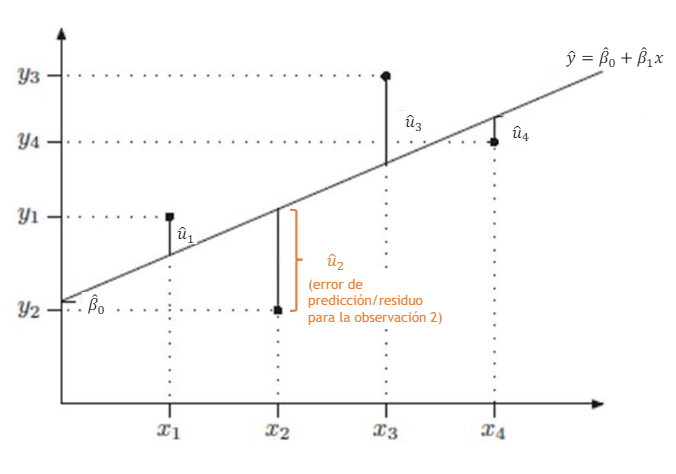 ŷ = β̂₀ + β̂₁x
y₃
û₃
y₄
û₄
y₁
û₁
û₂
(error de
predicción/residuo
para la observación 2)
β̂₀
y₂
x₁
x₂
x₃
x₄